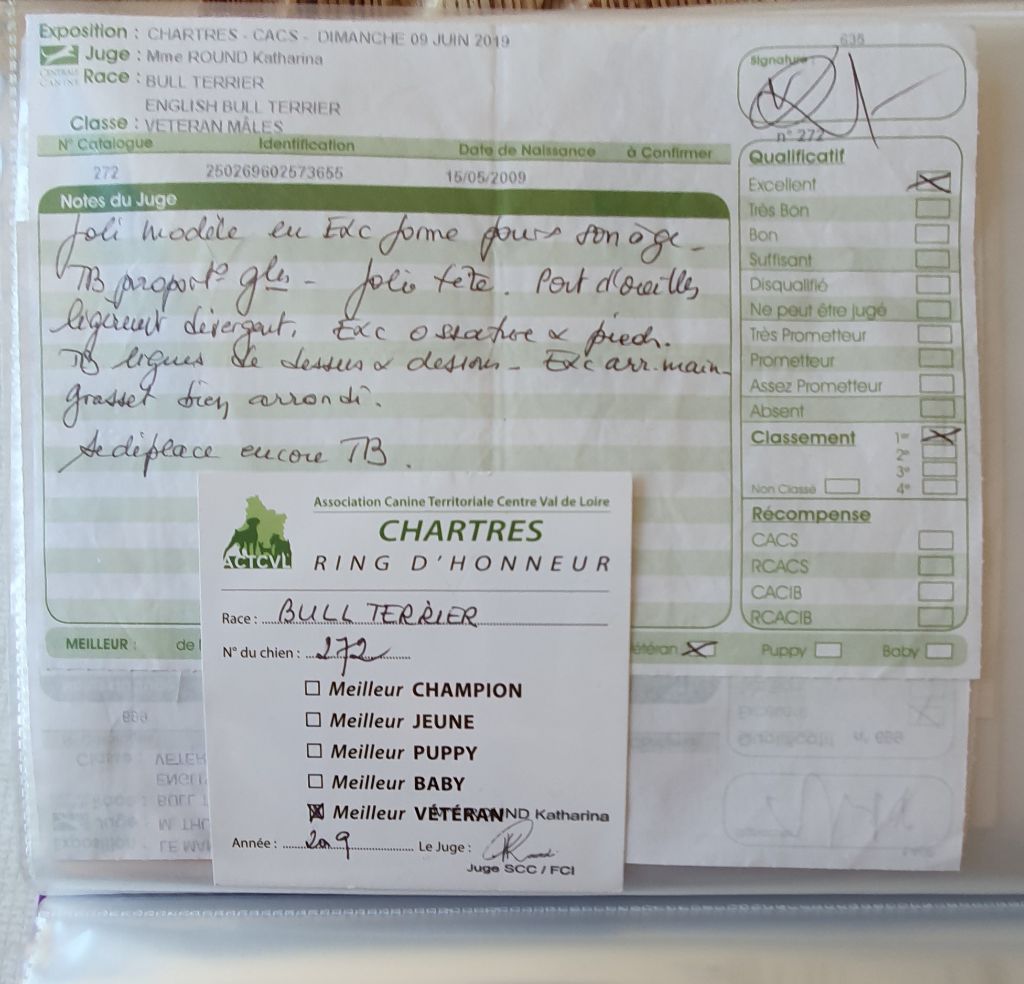 Exposition : CHARTRES - CACS - DIMANCHE 09 JUIN 2019
635
CENTRALE CANINE
Juge : Mme ROUND Katharina
Race : BULL TERRIER
ENGLISH BULL TERRIER
Classe : VETERAN MÂLES
Signature :
n° 272
N° Catalogue Identification Date de Naissance à Confirmer
272 250269602573655 15/05/2009
Notes du Juge
Joli modèle en Exc forme pour son âge -
TB proport° gles - Jolie tête. Port d'oreilles
légèrement divergent. Exc ossature & pieds.
TB lignes de dessus & dessous - Exc arr. main -
grasset bien arrondi.
Se déplace encore TB.
Qualificatif
Excellent
Très Bon
Bon
Suffisant
Disqualifié
Ne peut être jugé
Très Prometteur
Prometteur
Assez Prometteur
Absent
Classement 1er
2e
3e
Non Classé 4e
Récompense
CACS
RCACS
CACIB
RCACIB
MEILLEUR : de
étéran Puppy Baby
Association Canine Territoriale Centre Val de Loire
CHARTRES
ACTCVL
RING D'HONNEUR
Race : BULL TERRIER
N° du chien : 272
Meilleur CHAMPION
Meilleur JEUNE
Meilleur PUPPY
Meilleur BABY
Meilleur VÉTÉRAN ROUND Katharina
Année : 2019 Le Juge :
Juge SCC / FCI